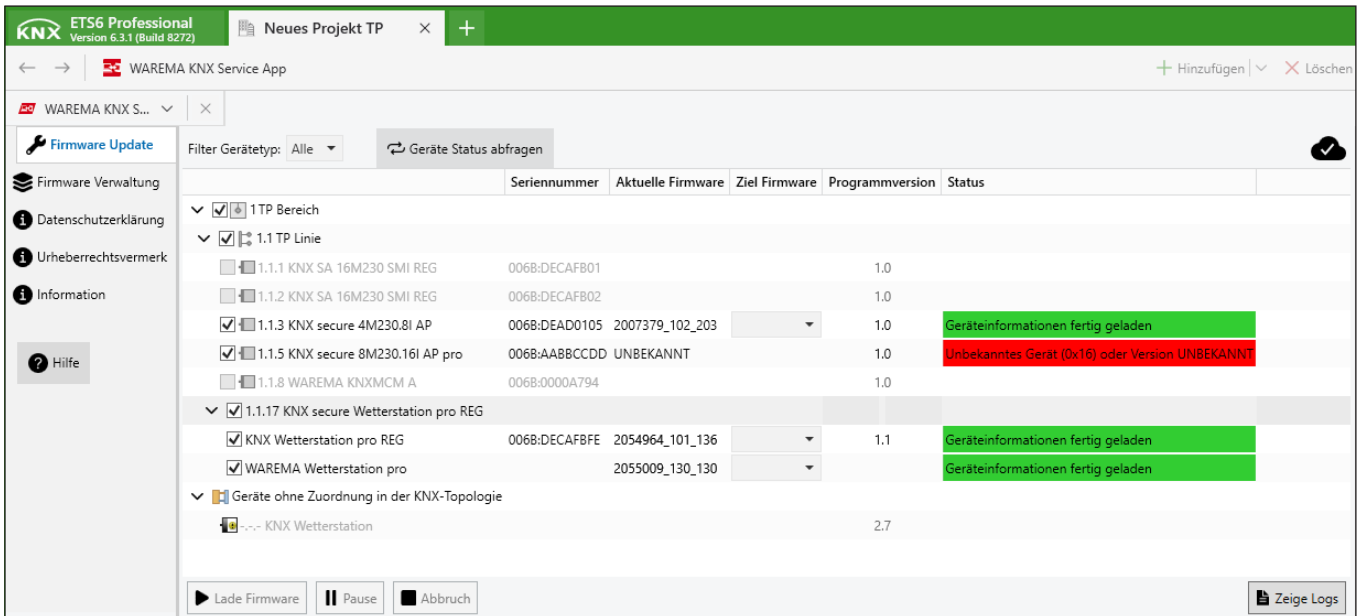 KNX ETS6 Professional
Version 6.3.1 (Build 8272)
Neues Projekt TP
WAREMA KNX Service App
Hinzufügen
Löschen
WAREMA KNX S...
Firmware Update
Firmware Verwaltung
Datenschutzerklärung
Urheberrechtsvermerk
Information
Hilfe
Filter Gerätetyp: Alle
Geräte Status abfragen
Seriennummer Aktuelle Firmware Ziel Firmware Programmversion Status
1 TP Bereich
1.1 TP Linie
1.1.1 KNX SA 16M230 SMI REG 006B:DECAFB01 1.0
1.1.2 KNX SA 16M230 SMI REG 006B:DECAFB02 1.0
1.1.3 KNX secure 4M230.8I AP 006B:DEAD0105 2007379_102_203 1.0 Geräteinformationen fertig geladen
1.1.5 KNX secure 8M230.16I AP pro 006B:AABBCCDD UNBEKANNT 1.0 Unbekanntes Gerät (0x16) oder Version UNBEKANNT
1.1.8 WAREMA KNXMCM A 006B:0000A794 1.0
1.1.17 KNX secure Wetterstation pro REG
KNX Wetterstation pro REG 006B:DECAFBFE 2054964_101_136 1.1 Geräteinformationen fertig geladen
WAREMA Wetterstation pro 2055009_130_130 Geräteinformationen fertig geladen
Geräte ohne Zuordnung in der KNX-Topologie
-.-.- KNX Wetterstation 2.7
Lade Firmware
Pause
Abbruch
Zeige Logs